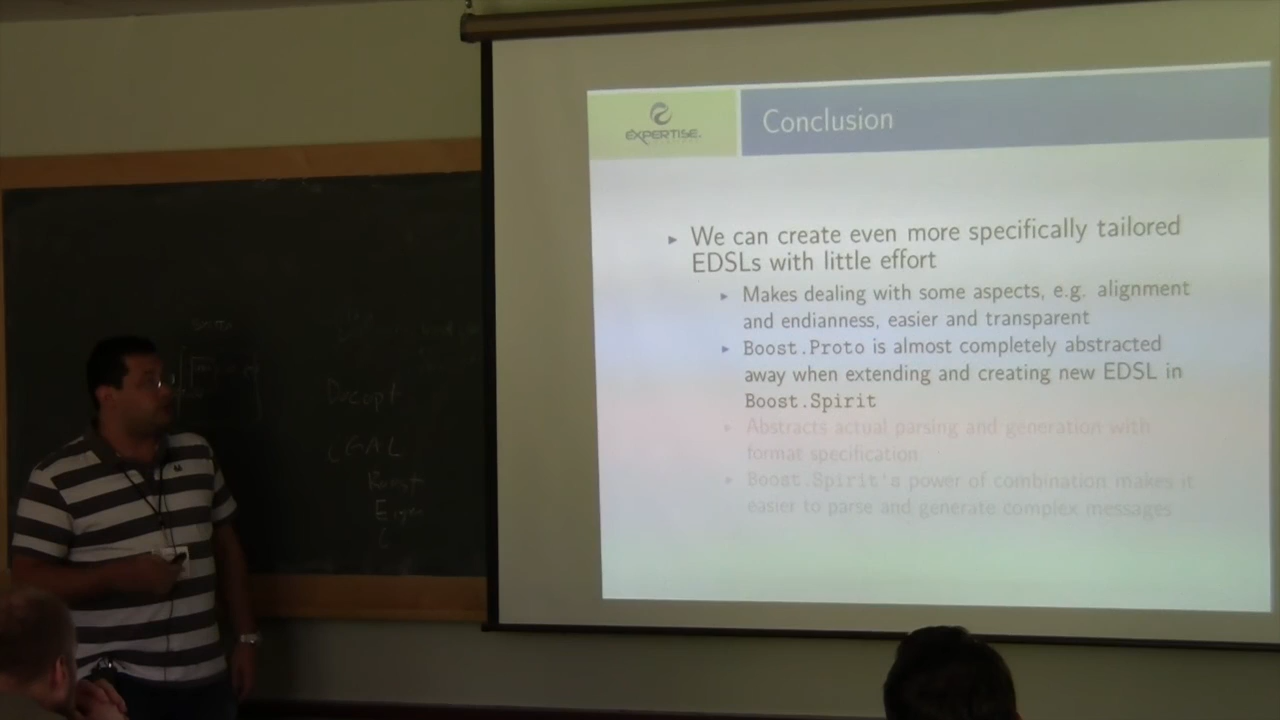 EXPERTISE.
Conclusion
▸ We can create even more specifically tailored
EDSLs with little effort
▸ Makes dealing with some aspects, e.g. alignment
and endianness, easier and transparent
▸ Boost.Proto is almost completely abstracted
away when extending and creating new EDSL in
Boost.Spirit
▸ Abstracts actual parsing and generation with
format specification
▸ Boost.Spirit's power of combination makes it
easier to parse and generate complex messages
CGAL
Boost